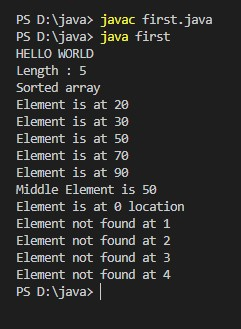 PS D:\java> javac first.java
PS D:\java> java first
HELLO WORLD
Length : 5
Sorted array
Element is at 20
Element is at 30
Element is at 50
Element is at 70
Element is at 90
Middle Element is 50
Element is at 0 location
Element not found at 1
Element not found at 2
Element not found at 3
Element not found at 4
PS D:\java>